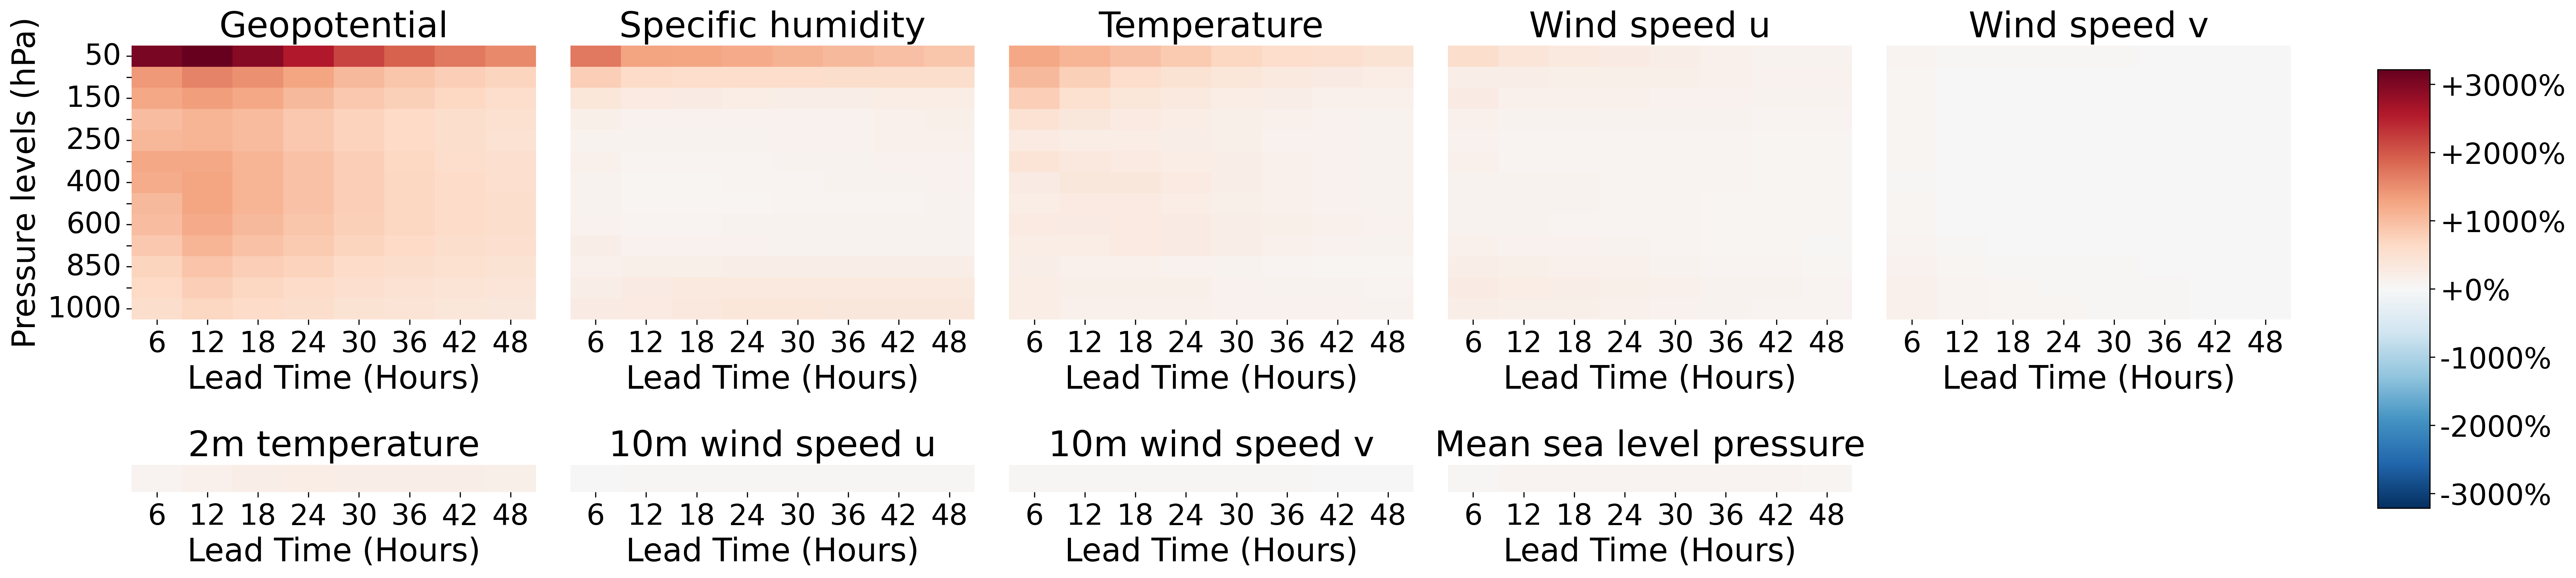 Geopotential
Specific humidity
Temperature
Wind speed u
Wind speed v
Pressure levels (hPa)
50
150
250
400
600
850
1000
6 12 18 24 30 36 42 48
6 12 18 24 30 36 42 48
6 12 18 24 30 36 42 48
6 12 18 24 30 36 42 48
6 12 18 24 30 36 42 48
Lead Time (Hours)
Lead Time (Hours)
Lead Time (Hours)
Lead Time (Hours)
Lead Time (Hours)
+3000%
+2000%
+1000%
+0%
-1000%
-2000%
-3000%
2m temperature
10m wind speed u
10m wind speed v
Mean sea level pressure
6 12 18 24 30 36 42 48
6 12 18 24 30 36 42 48
6 12 18 24 30 36 42 48
6 12 18 24 30 36 42 48
Lead Time (Hours)
Lead Time (Hours)
Lead Time (Hours)
Lead Time (Hours)